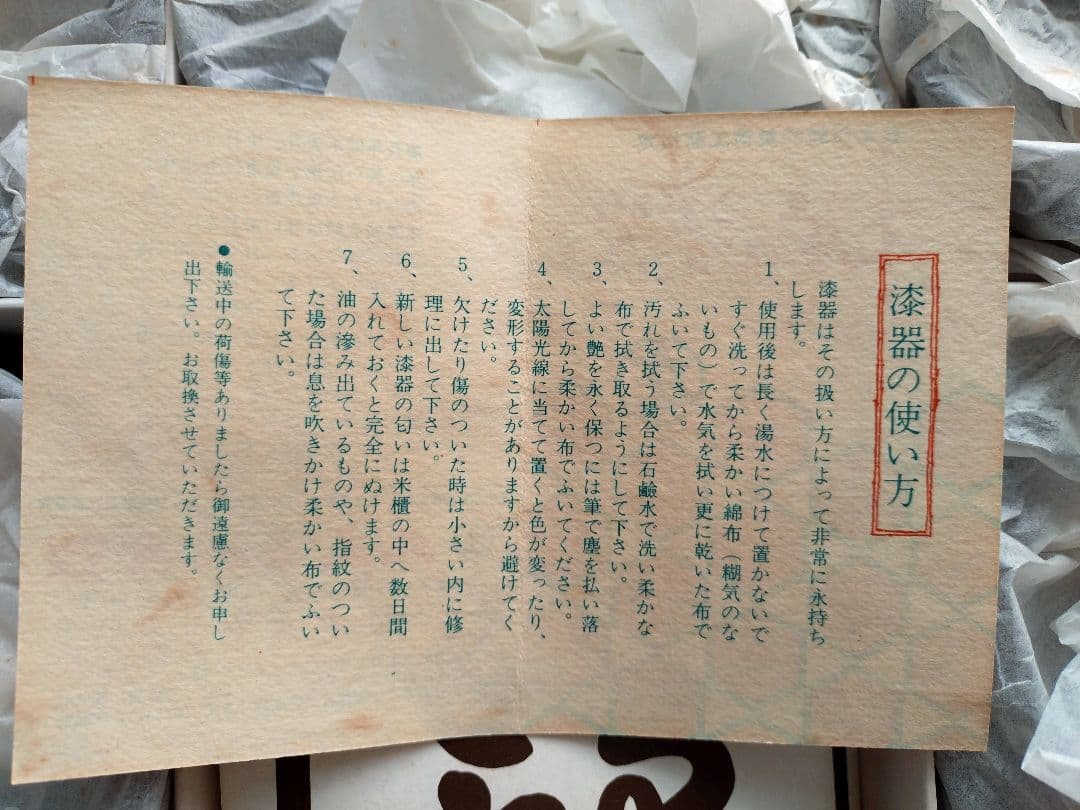 漆器の使い方
漆器はその扱い方によって非常に永持ち
します。
1、使用後は長く湯水につけて置かないで
すぐ洗ってから柔かい綿布（糊気のな
いもの）で水気を拭い更に乾いた布で
ふいて下さい。
2、汚れを拭う場合は石鹸水で洗い柔かな
布で拭き取るようにして下さい。
3、よい艶を永く保つには筆で塵を払い落
してから柔かい布でふいてください。
4、太陽光線に当てて置くと色が変ったり、
変形することがありますから避けてく
ださい。
5、欠けたり傷のついた時は小さい内に修
理に出して下さい。
6、新しい漆器の匂いは米櫃の中へ数日間
入れておくと完全にぬけます。
7、油の滲み出ているものや、指紋のつい
た場合は息を吹きかけ柔かい布でふい
て下さい。
●輸送中の荷傷等ありましたら御遠慮なくお申し
出下さい。お取換させていただきます。